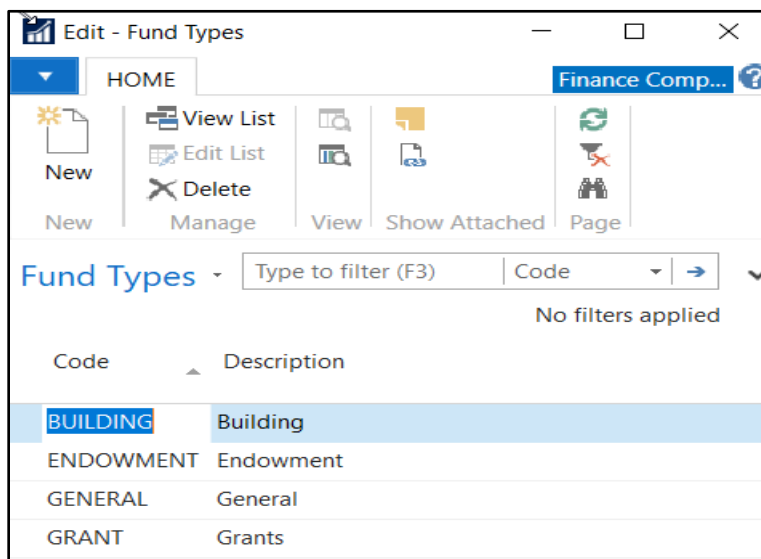 Edit - Fund Types
HOME
Finance Comp... ?
New
View List
Edit List
Delete
New Manage View Show Attached Page
Fund Types Type to filter (F3) Code
No filters applied
Code Description
BUILDING Building
ENDOWMENT Endowment
GENERAL General
GRANT Grants